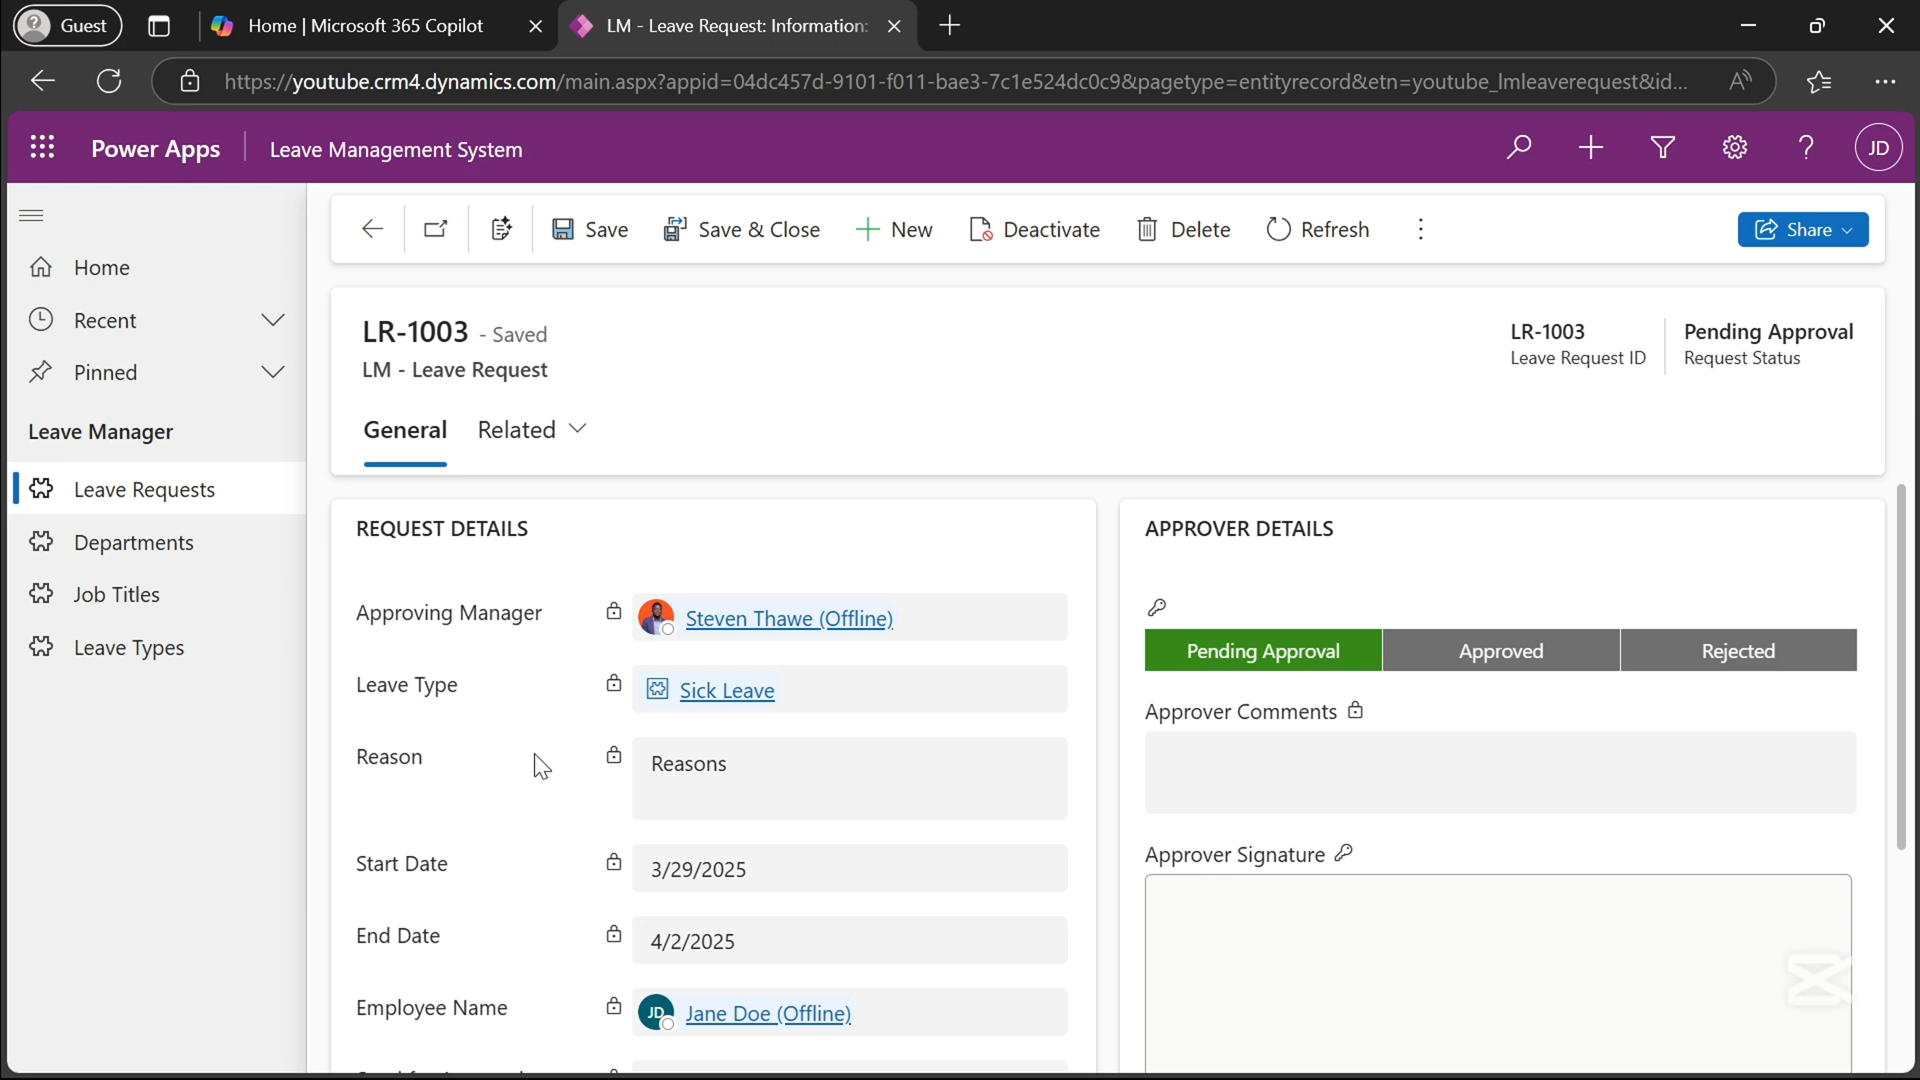 Guest
Home | Microsoft 365 Copilot
LM - Leave Request: Information:
https://youtube.crm4.dynamics.com/main.aspx?appid=04dc457d-9101-f011-bae3-7c1e524dc0c9&pagetype=entityrecord&etn=youtube_lmleaverequest&id...
Power Apps
Leave Management System
JD
Save
Save & Close
New
Deactivate
Delete
Refresh
Share
Home
Recent
Pinned
Leave Manager
Leave Requests
Departments
Job Titles
Leave Types
LR-1003 - Saved
LM - Leave Request
LR-1003
Leave Request ID
Pending Approval
Request Status
General
Related
REQUEST DETAILS
Approving Manager
Steven Thawe (Offline)
Leave Type
Sick Leave
Reason
Reasons
Start Date
3/29/2025
End Date
4/2/2025
Employee Name
JD
Jane Doe (Offline)
APPROVER DETAILS
Pending Approval
Approved
Rejected
Approver Comments
Approver Signature